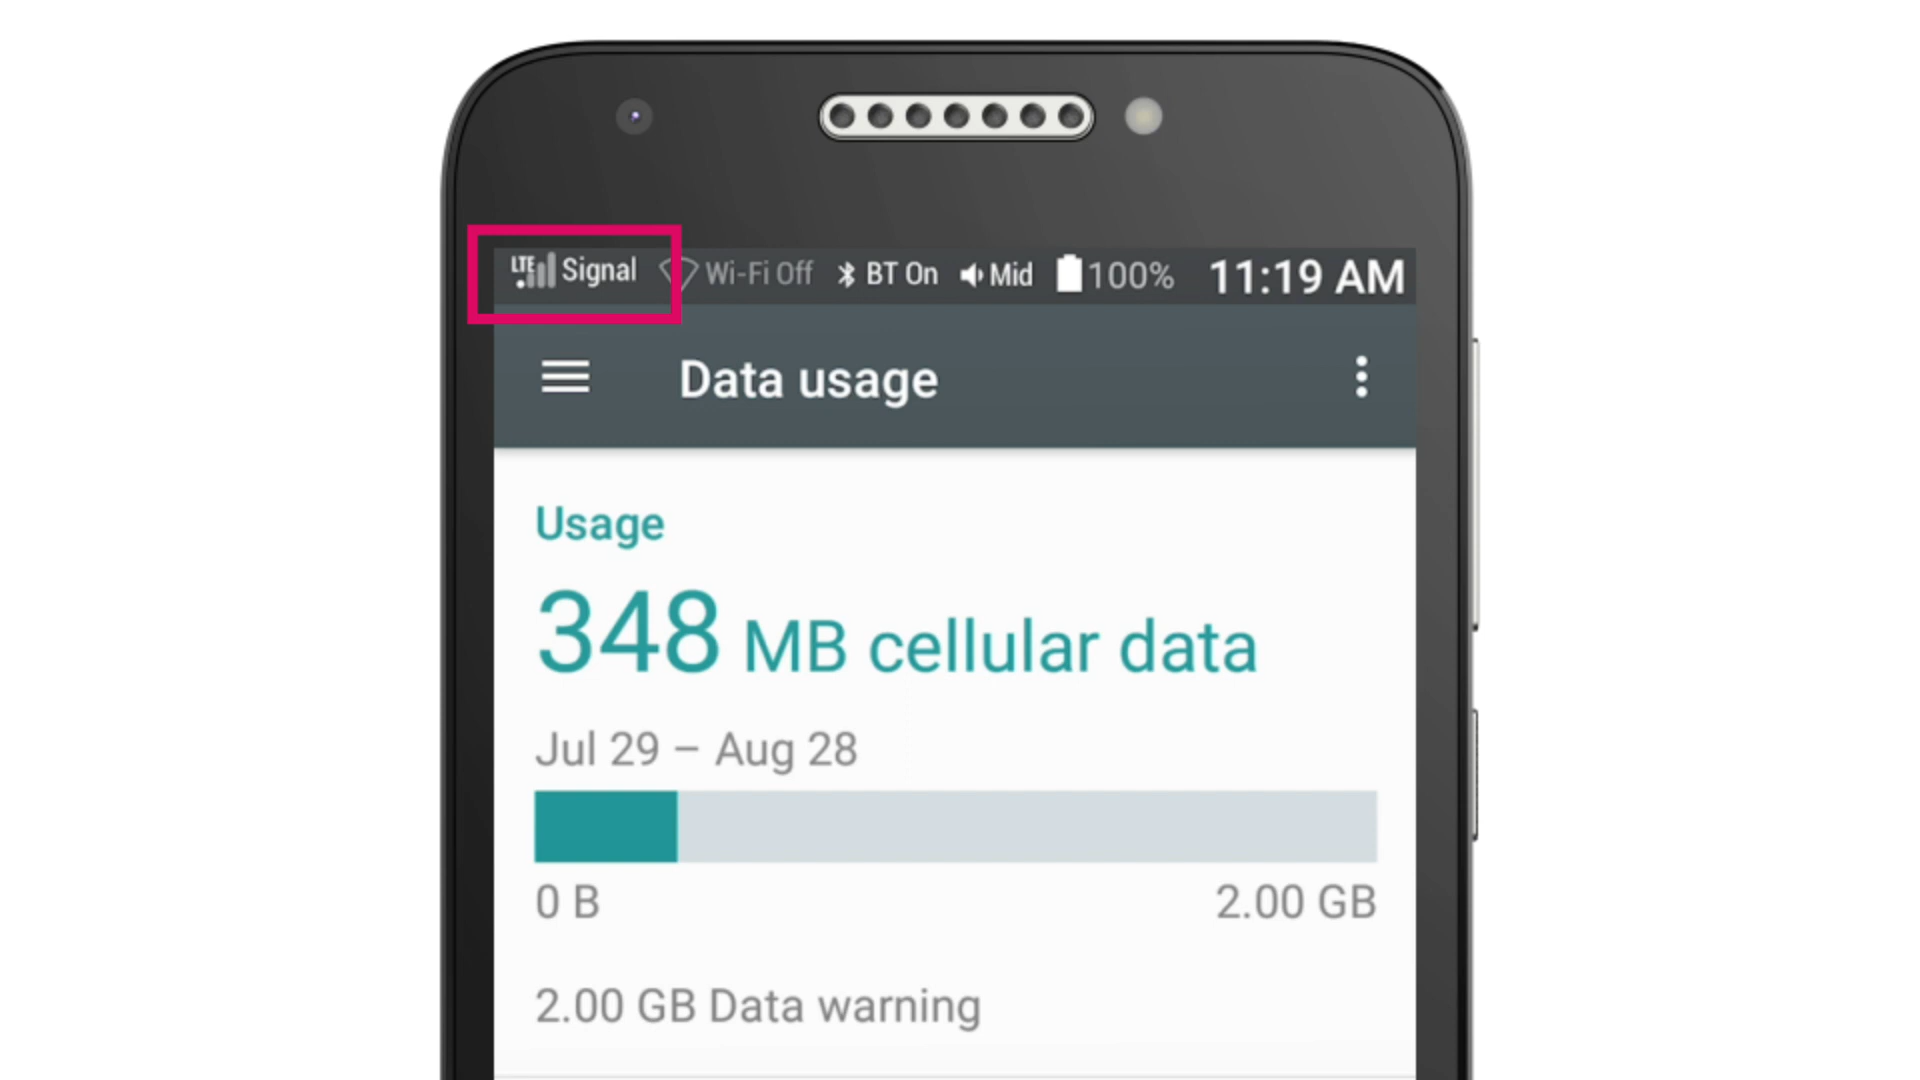 LTE Signal Wi-Fi Off BT On Mid 100% 11:19 AM
Data usage
Usage
348 MB cellular data
Jul 29 – Aug 28
0 B 2.00 GB
2.00 GB Data warning